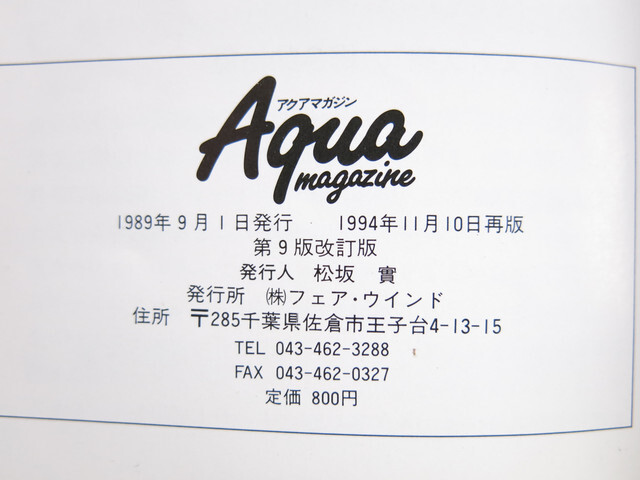 アクアマガジン
Aqua
magazine
1989年9月1日発行 1994年11月10日再版
第9版改訂版
発行人 松坂 實
発行所 ㈱フェア・ウインド
住所 〒285千葉県佐倉市王子台4-13-15
TEL 043-462-3288
FAX 043-462-0327
定価 800円